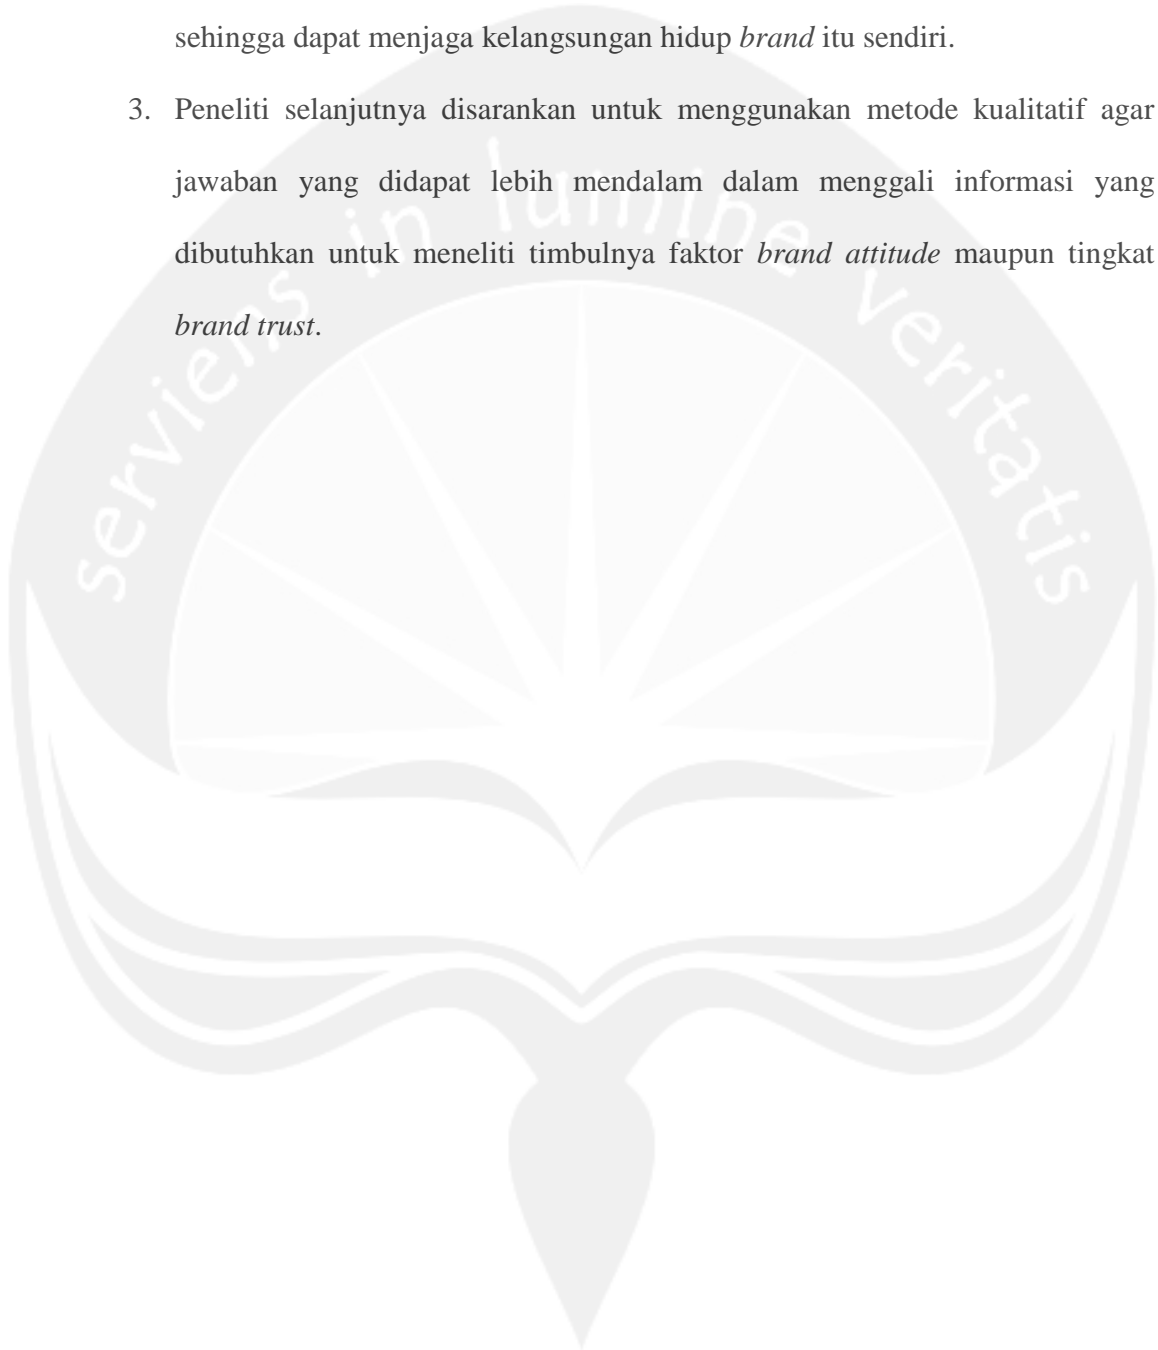 sehingga dapat menjaga kelangsungan hidup brand itu sendiri.
3. Peneliti selanjutnya disarankan untuk menggunakan metode kualitatif agar
jawaban yang didapat lebih mendalam dalam menggali informasi yang
dibutuhkan untuk meneliti timbulnya faktor brand attitude maupun tingkat
brand trust.
serviens in lumine veritatis